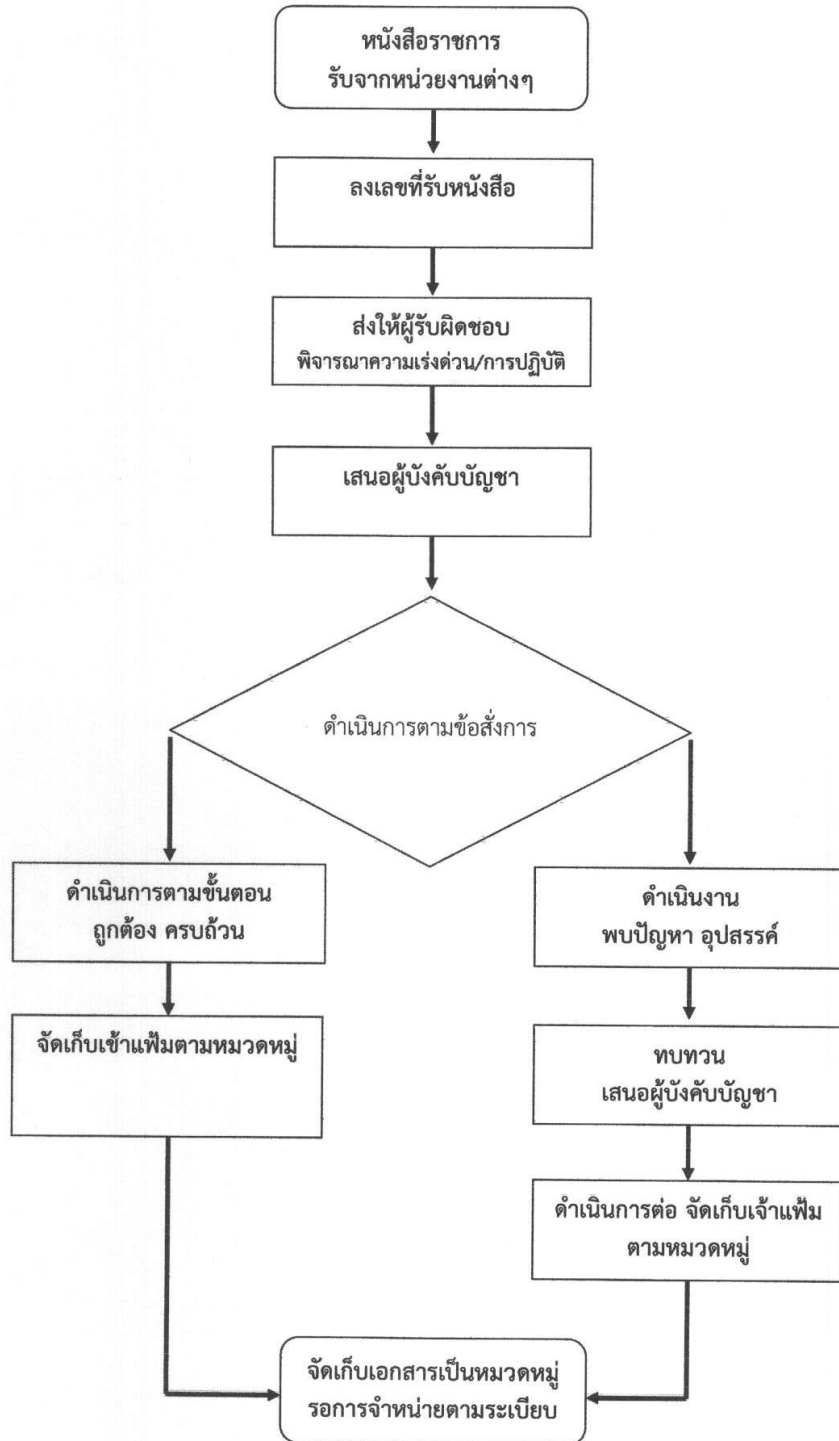 หนังสือราชการ
รับจากหน่วยงานต่างๆ
ลงเลขที่รับหนังสือ
ส่งให้ผู้รับผิดชอบ
พิจารณาความเร่งด่วน/การปฏิบัติ
เสนอผู้บังคับบัญชา
ดำเนินการตามข้อสั่งการ
ดำเนินการตามขั้นตอน
ถูกต้อง ครบถ้วน
จัดเก็บเข้าแฟ้มตามหมวดหมู่
ดำเนินงาน
พบปัญหา อุปสรรค์
ทบทวน
เสนอผู้บังคับบัญชา
ดำเนินการต่อ จัดเก็บเจ้าแฟ้ม
ตามหมวดหมู่
จัดเก็บเอกสารเป็นหมวดหมู่
รอการจำหน่ายตามระเบียบ